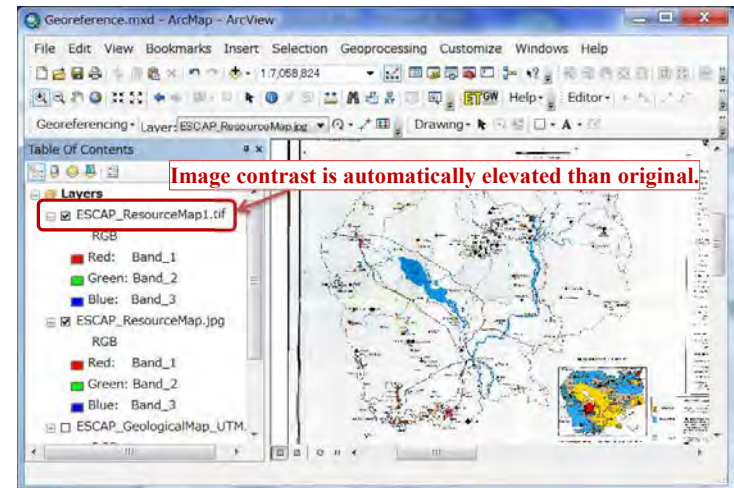 Georeference.mxd - ArcMap - ArcView
File Edit View Bookmarks Insert Selection Geoprocessing Customize Windows Help
1:7,058,824
ETGW Help Editor
Georeferencing Layer: ESCAP_ResourceMap.jpg Drawing A
Table Of Contents
Image contrast is automatically elevated than original.
Layers
ESCAP_ResourceMap1.tif
RGB
Red: Band_1
Green: Band_2
Blue: Band_3
ESCAP_ResourceMap.jpg
RGB
Red: Band_1
Green: Band_2
Blue: Band_3
ESCAP_GeologicalMap_UTM.